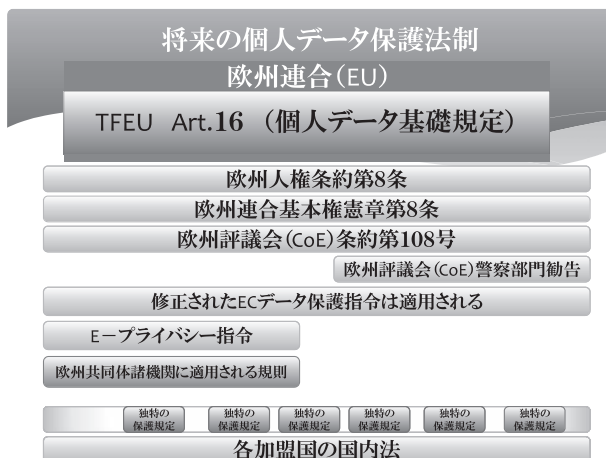 将来の個人データ保護法制
欧州連合(EU)
TFEU Art.16 (個人データ基礎規定)
欧州人権条約第8条
欧州連合基本権憲章第8条
欧州評議会(CoE)条約第108号
欧州評議会(CoE)警察部門勧告
修正されたECデータ保護指令は適用される
E－プライバシー指令
欧州共同体諸機関に適用される規則
独特の
保護規定
独特の
保護規定
独特の
保護規定
独特の
保護規定
独特の
保護規定
独特の
保護規定
各加盟国の国内法